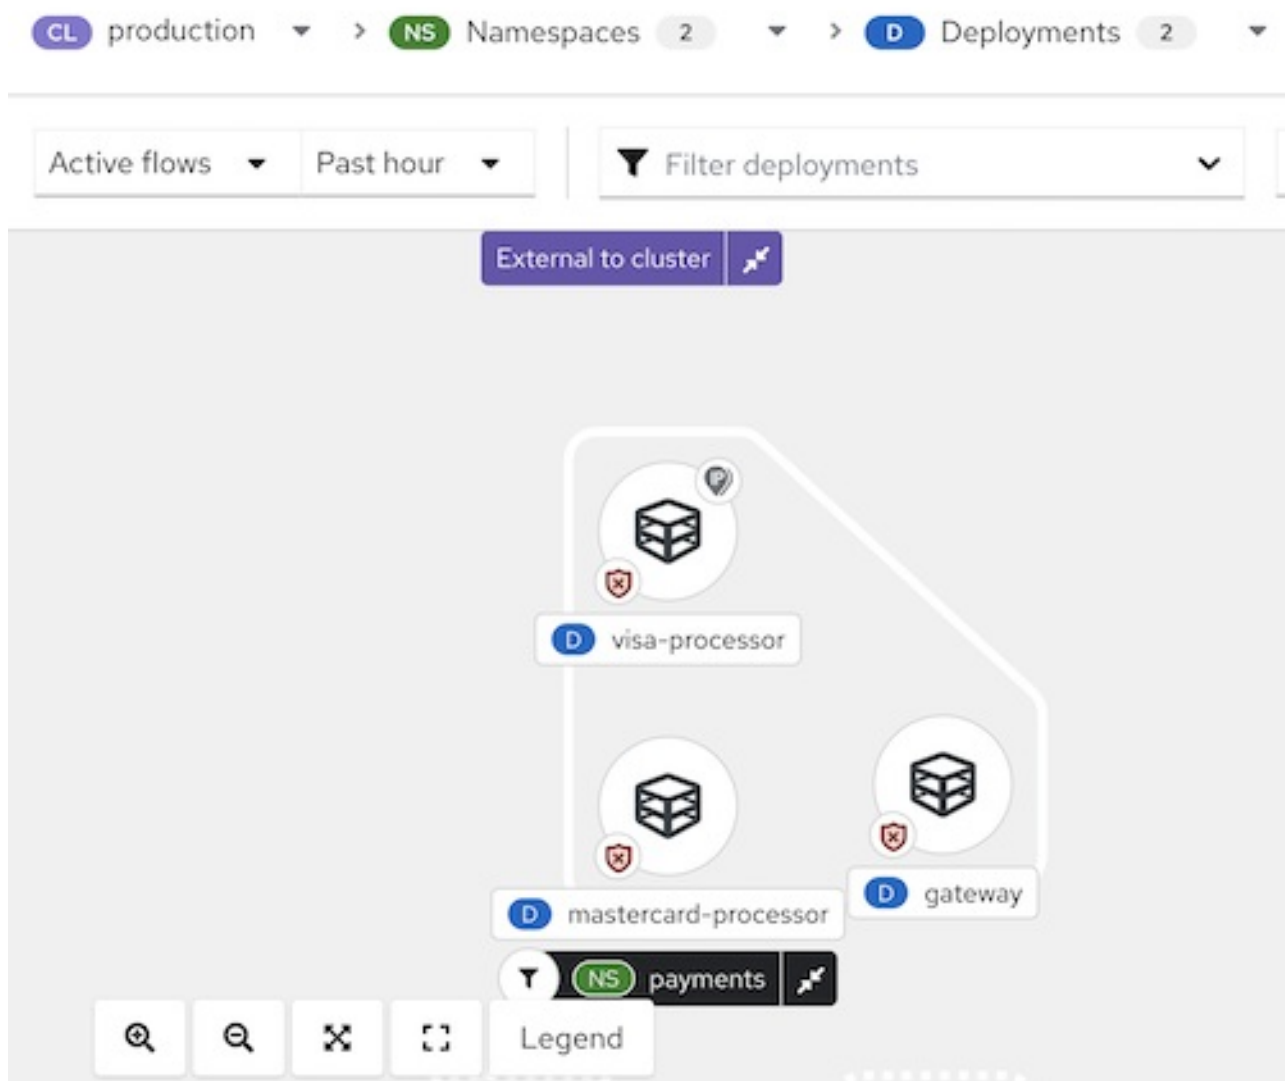 CL production > NS Namespaces 2 > D Deployments 2
Active flows Past hour Filter deployments
External to cluster
D visa-processor
D gateway
D mastercard-processor
NS payments
Legend